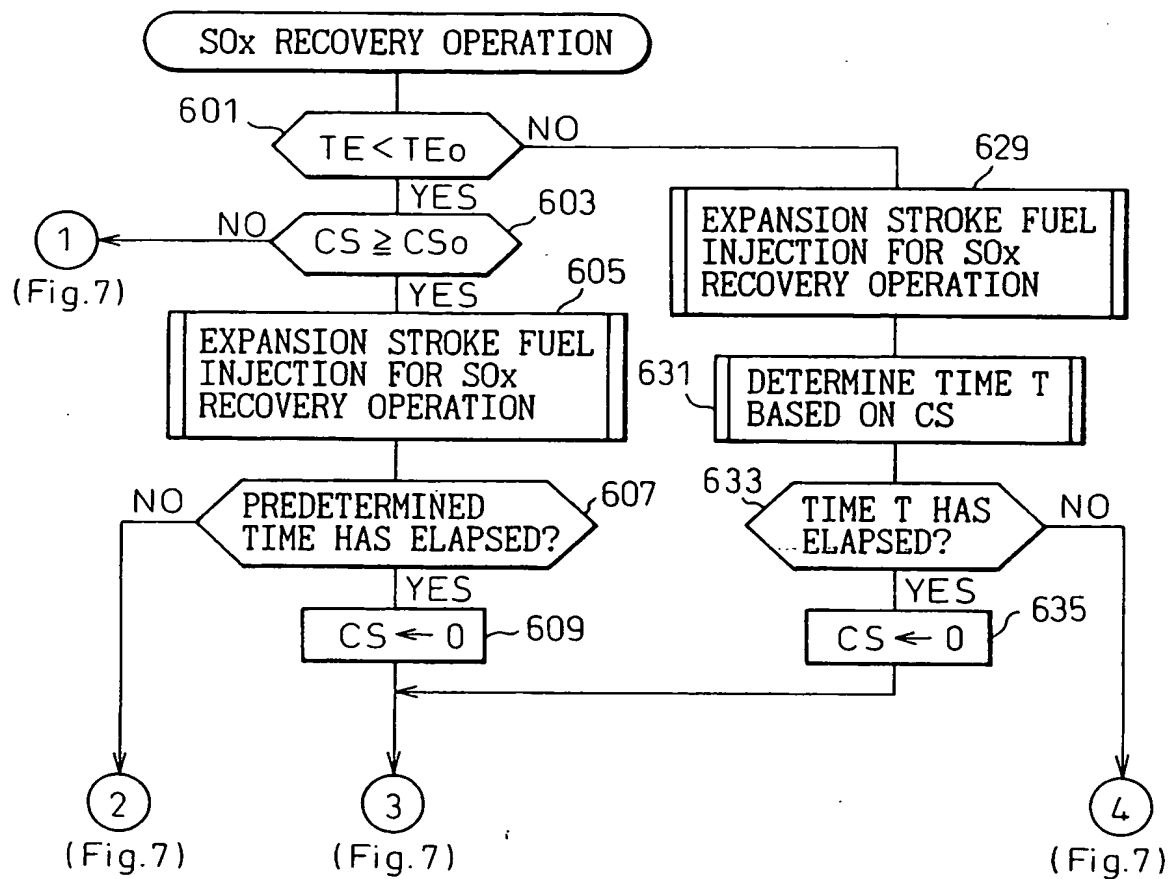 SOx RECOVERY OPERATION
601
TE<TEo
NO
YES
603
NO
CS ≧ CSo
YES
1
(Fig.7)
605
EXPANSION STROKE FUEL
INJECTION FOR SOx
RECOVERY OPERATION
607
PREDETERMINED
TIME HAS ELAPSED?
NO
YES
CS ← 0
609
629
EXPANSION STROKE FUEL
INJECTION FOR SOx
RECOVERY OPERATION
631
DETERMINE TIME T
BASED ON CS
633
TIME T HAS
ELAPSED?
NO
YES
CS ← 0
635
2
(Fig.7)
3
(Fig.7)
4
(Fig.7)